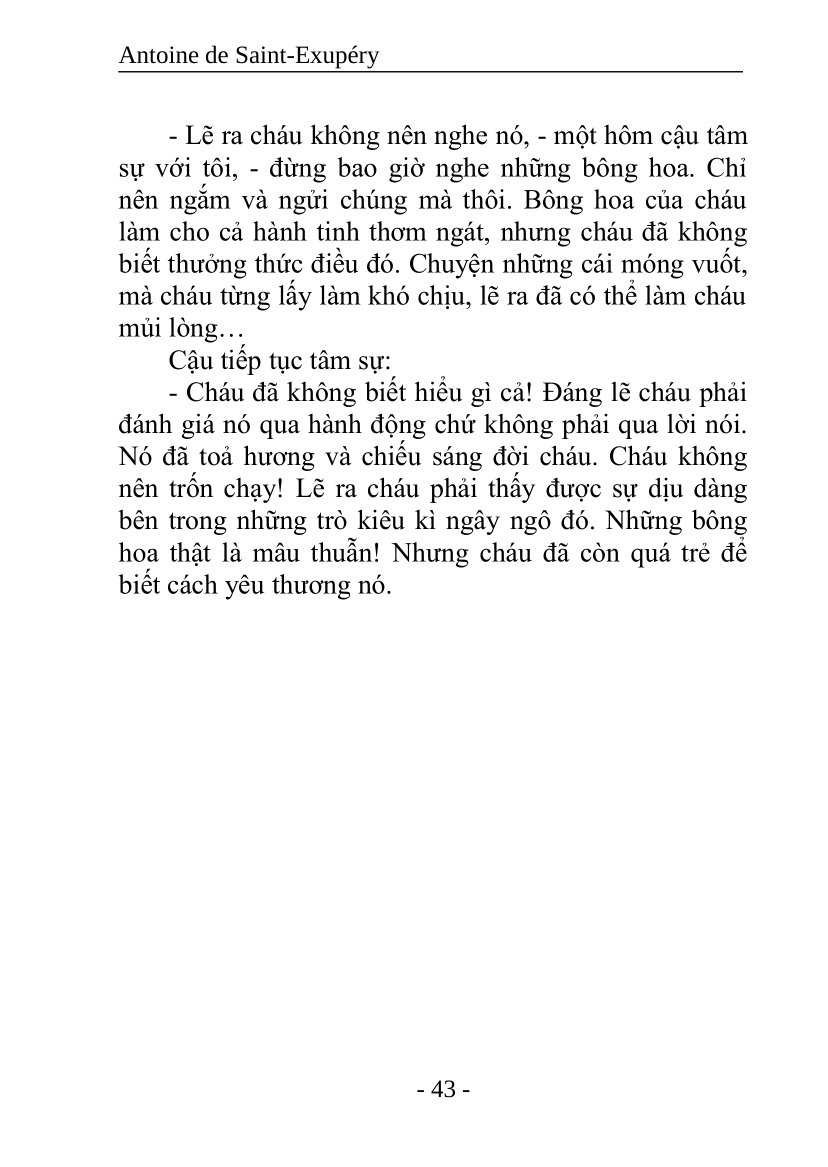 Antoine de Saint-Exupéry
- Lẽ ra cháu không nên nghe nó, - một hôm cậu tâm
sự với tôi, - đừng bao giờ nghe những bông hoa. Chỉ
nên ngắm và ngửi chúng mà thôi. Bông hoa của cháu
làm cho cả hành tinh thơm ngát, nhưng cháu đã không
biết thưởng thức điều đó. Chuyện những cái móng vuốt,
mà cháu từng lấy làm khó chịu, lẽ ra đã có thể làm cháu
mủi lòng…
Cậu tiếp tục tâm sự:
- Cháu đã không biết hiểu gì cả! Đáng lẽ cháu phải
đánh giá nó qua hành động chứ không phải qua lời nói.
Nó đã toả hương và chiếu sáng đời cháu. Cháu không
nên trốn chạy! Lẽ ra cháu phải thấy được sự dịu dàng
bên trong những trò kiêu kì ngây ngô đó. Những bông
hoa thật là mâu thuẫn! Nhưng cháu đã còn quá trẻ để
biết cách yêu thương nó.
- 43 -